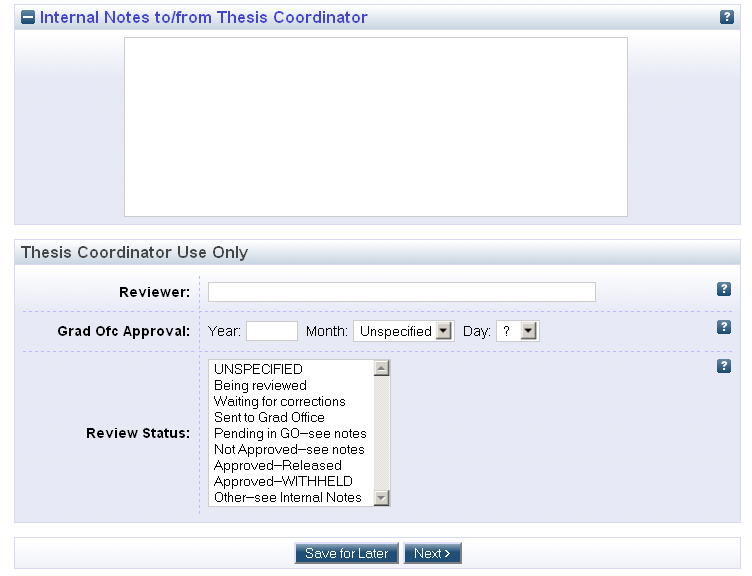 Internal Notes to/from Thesis Coordinator ?
Thesis Coordinator Use Only
Reviewer: ?
Grad Ofc Approval: Year: Month: Unspecified Day: ? ?
Review Status: ?
UNSPECIFIED
Being reviewed
Waiting for corrections
Sent to Grad Office
Pending in GO–see notes
Not Approved–see notes
Approved–Released
Approved–WITHHELD
Other–see Internal Notes
Save for Later Next >